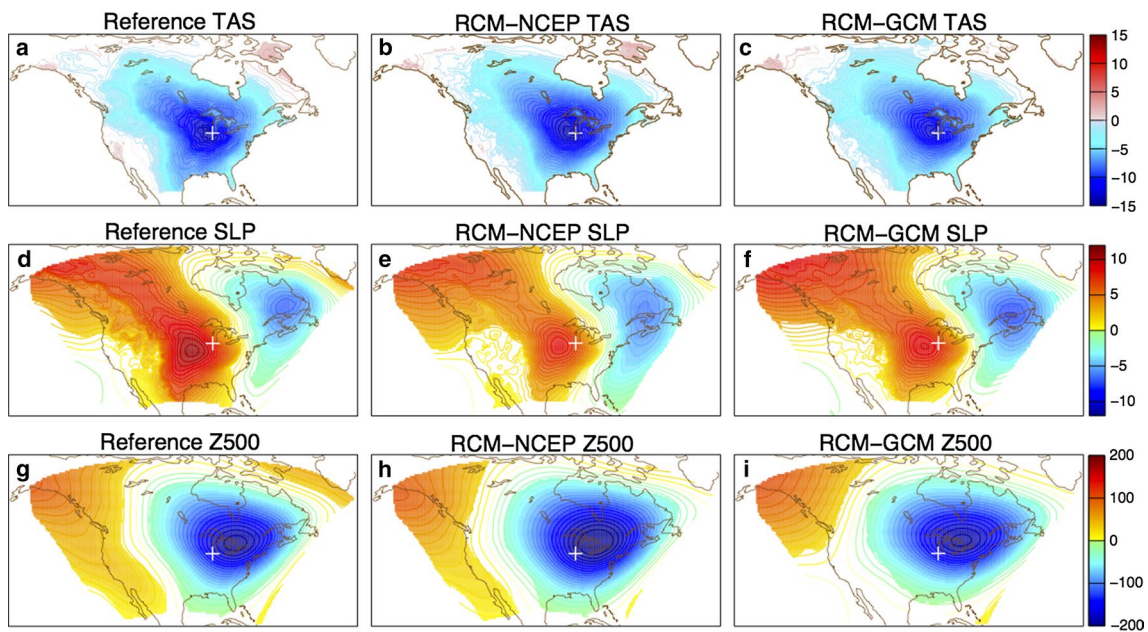 Reference TAS
RCM−NCEP TAS
RCM−GCM TAS
a
b
c
15
10
5
0
−5
−10
−15
Reference SLP
RCM−NCEP SLP
RCM−GCM SLP
d
e
f
10
5
0
−5
−10
Reference Z500
RCM−NCEP Z500
RCM−GCM Z500
g
h
i
200
100
0
−100
−200